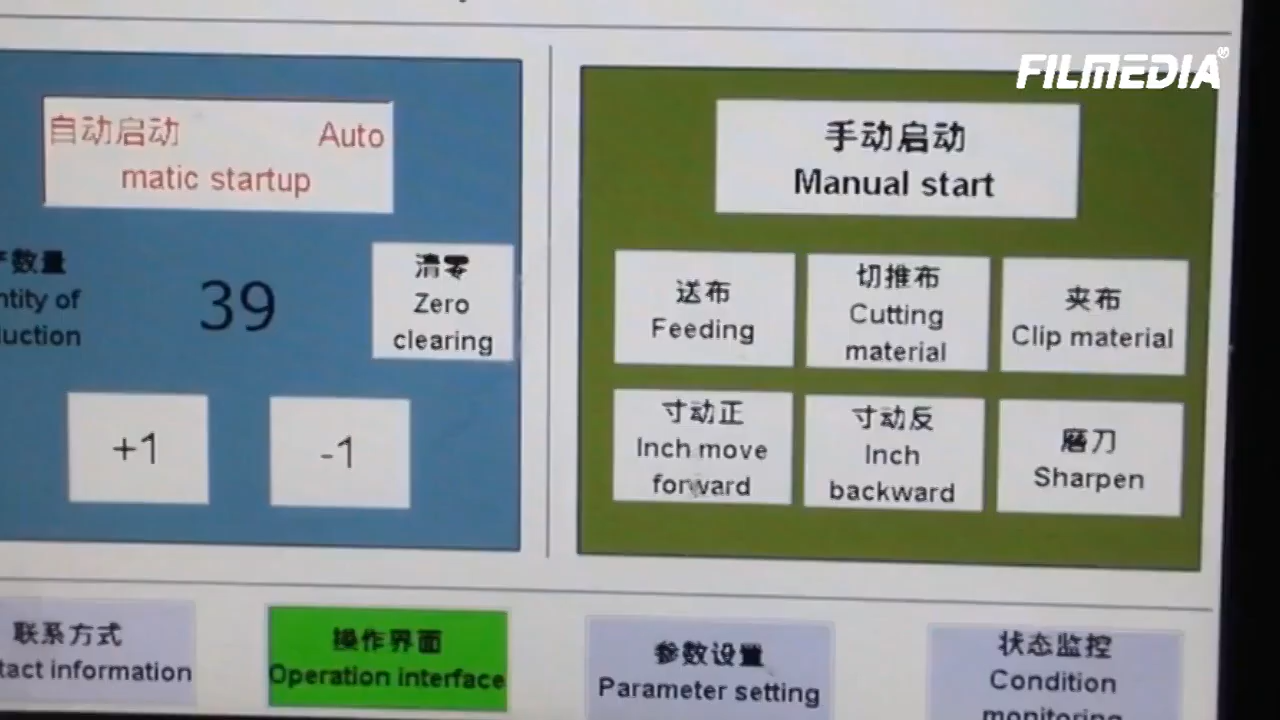 FILMEDIA
自动启动 Auto
matic startup
手动启动
Manual start
数量
ntity of
uction
39
清零
Zero
clearing
送布
Feeding
切推布
Cutting
material
夹布
Clip material
+1
-1
寸动正
Inch move
forward
寸动反
Inch
backward
磨刀
Sharpen
联系方式
tact information
操作界面
Operation interface
参数设置
Parameter setting
状态监控
Condition
monitoring